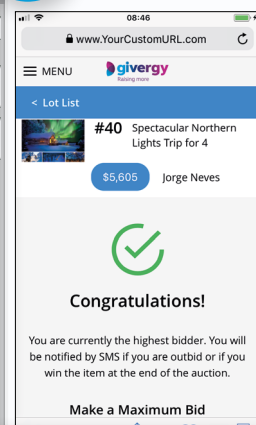 08:46
www.YourCustomURL.com
MENU
givergy
Raising more
< Lot List
#40 Spectacular Northern
Lights Trip for 4
$5,605 Jorge Neves
Congratulations!
You are currently the highest bidder. You will
be notified by SMS if you are outbid or if you
win the item at the end of the auction.
Make a Maximum Bid